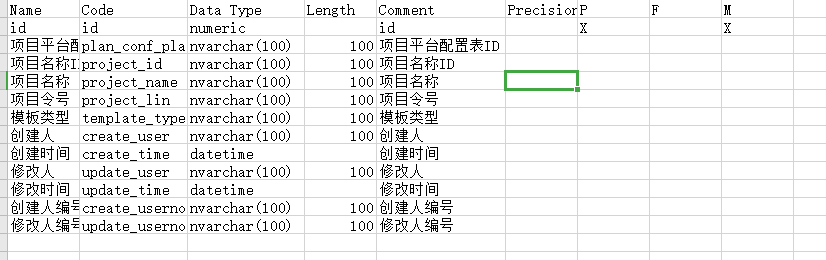 Name Code Data Type Length Comment Precision P F M
id id numeric id X X
项目平台配 plan_conf_pla nvarchar(100) 100 项目平台配置表ID
项目名称I project_id nvarchar(100) 100 项目名称ID
项目名称 project_name nvarchar(100) 100 项目名称
项目令号 project_lin nvarchar(100) 100 项目令号
模板类型 template_type nvarchar(100) 100 模板类型
创建人 create_user nvarchar(100) 100 创建人
创建时间 create_time datetime 创建时间
修改人 update_user nvarchar(100) 100 修改人
修改时间 update_time datetime 修改时间
创建人编号 create_userno nvarchar(100) 100 创建人编号
修改人编号 update_userno nvarchar(100) 100 修改人编号